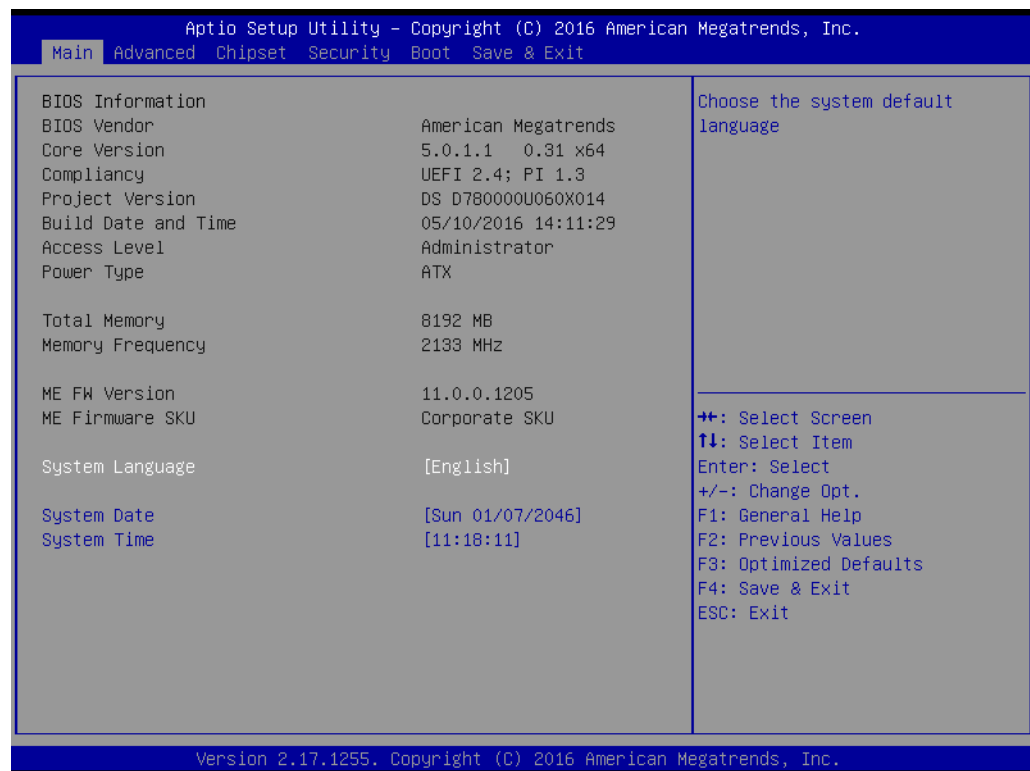 Aptio Setup Utility – Copyright (C) 2016 American Megatrends, Inc.
Main Advanced Chipset Security Boot Save & Exit
BIOS Information
BIOS Vendor American Megatrends
Core Version 5.0.1.1 0.31 x64
Compliancy UEFI 2.4; PI 1.3
Project Version DS D780000U060X014
Build Date and Time 05/10/2016 14:11:29
Access Level Administrator
Power Type ATX
Total Memory 8192 MB
Memory Frequency 2133 MHz
ME FW Version 11.0.0.1205
ME Firmware SKU Corporate SKU
System Language [English]
System Date [Sun 01/07/2046]
System Time [11:18:11]
Choose the system default
language
→←: Select Screen
↑↓: Select Item
Enter: Select
+/-: Change Opt.
F1: General Help
F2: Previous Values
F3: Optimized Defaults
F4: Save & Exit
ESC: Exit
Version 2.17.1255. Copyright (C) 2016 American Megatrends, Inc.